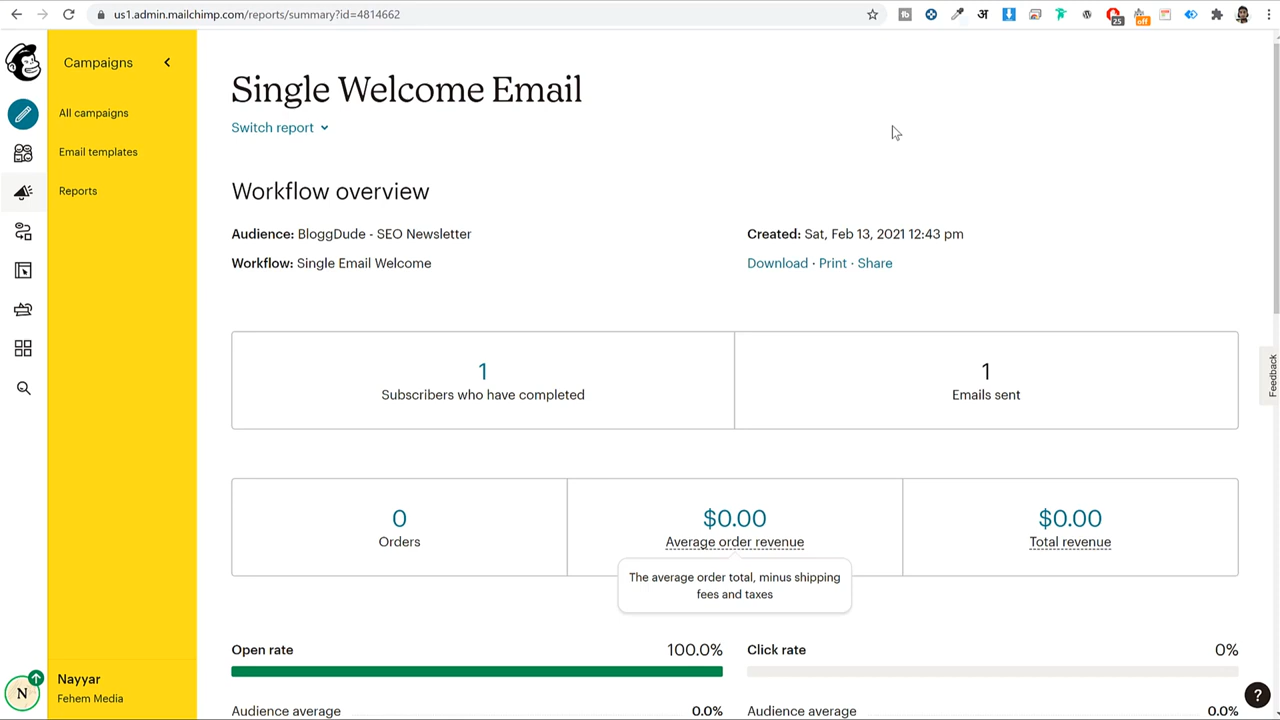 us1.admin.mailchimp.com/reports/summary?id=4814662
25
off
Campaigns
All campaigns
Email templates
Reports
Single Welcome Email
Switch report
Workflow overview
Audience: BloggDude - SEO Newsletter
Created: Sat, Feb 13, 2021 12:43 pm
Workflow: Single Email Welcome
Download · Print · Share
1
Subscribers who have completed
1
Emails sent
Feedback
0
Orders
$0.00
Average order revenue
$0.00
Total revenue
The average order total, minus shipping
fees and taxes
Open rate 100.0%
Click rate 0%
Audience average 0.0%
Audience average 0.0%
N
Nayyar
Fehem Media
?